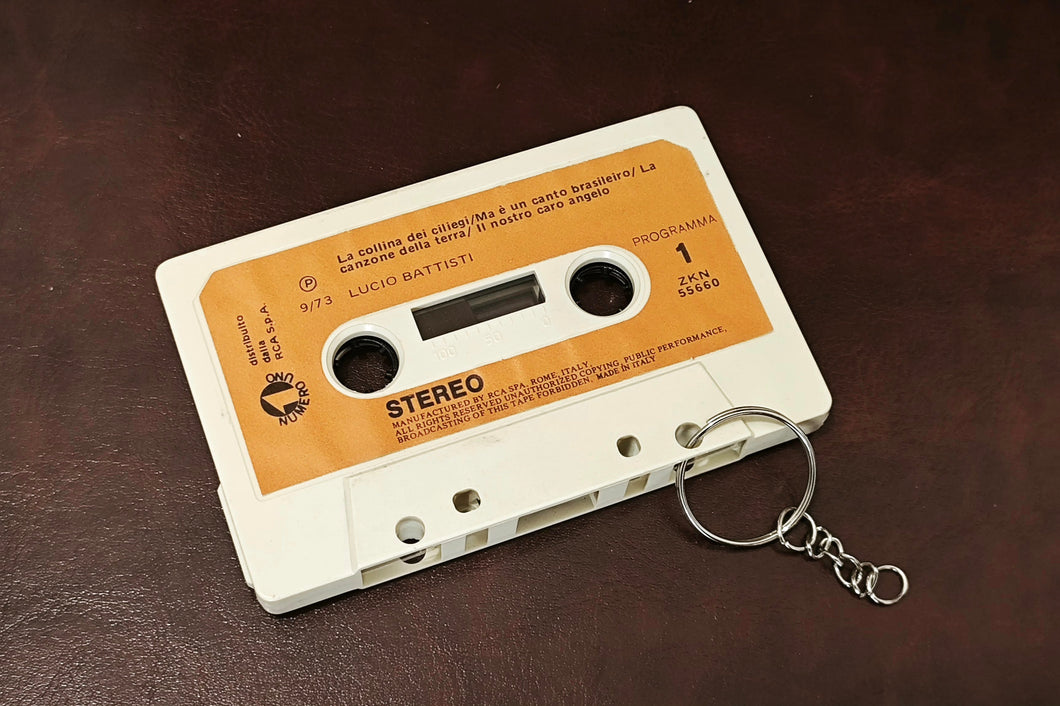 La collina dei ciliegi/Ma è un canto brasileiro/ La
canzone della terra/ Il nostro caro angelo
LUCIO BATTISTI
Ⓟ
9/73
PROGRAMMA
1
ZKN
55660
distribuito
dalla
RCA S.p.A.
NUMERO UNO
100 50 0
STEREO
MANUFACTURED BY RCA SPA, ROME, ITALY.
ALL RIGHTS RESERVED UNAUTHORIZED COPYING, PUBLIC PERFORMANCE,
BROADCASTING OF THIS TAPE FORBIDDEN, MADE IN ITALY